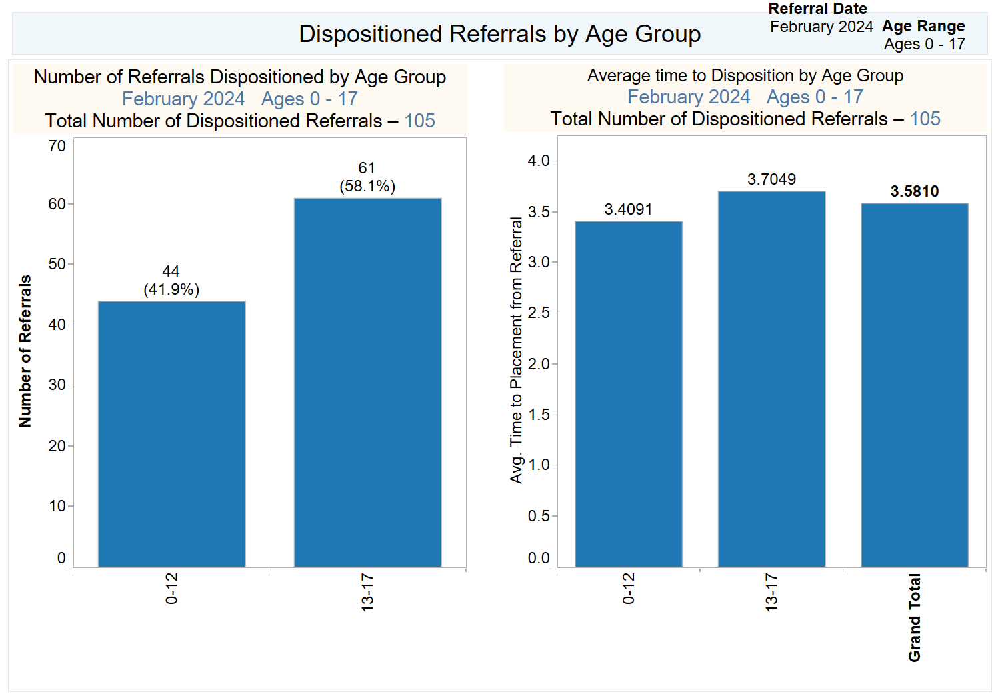 Dispositioned Referrals by Age Group
Referral Date
February 2024
Age Range
Ages 0 - 17
Number of Referrals Dispositioned by Age Group
February 2024 Ages 0 - 17
Total Number of Dispositioned Referrals – 105
Number of Referrals
70
60
50
40
30
20
10
0
44
(41.9%)
61
(58.1%)
0-12
13-17
Average time to Disposition by Age Group
February 2024 Ages 0 - 17
Total Number of Dispositioned Referrals – 105
Avg. Time to Placement from Referral
4.0
3.5
3.0
2.5
2.0
1.5
1.0
0.5
0.0
3.4091
3.7049
3.5810
0-12
13-17
Grand Total